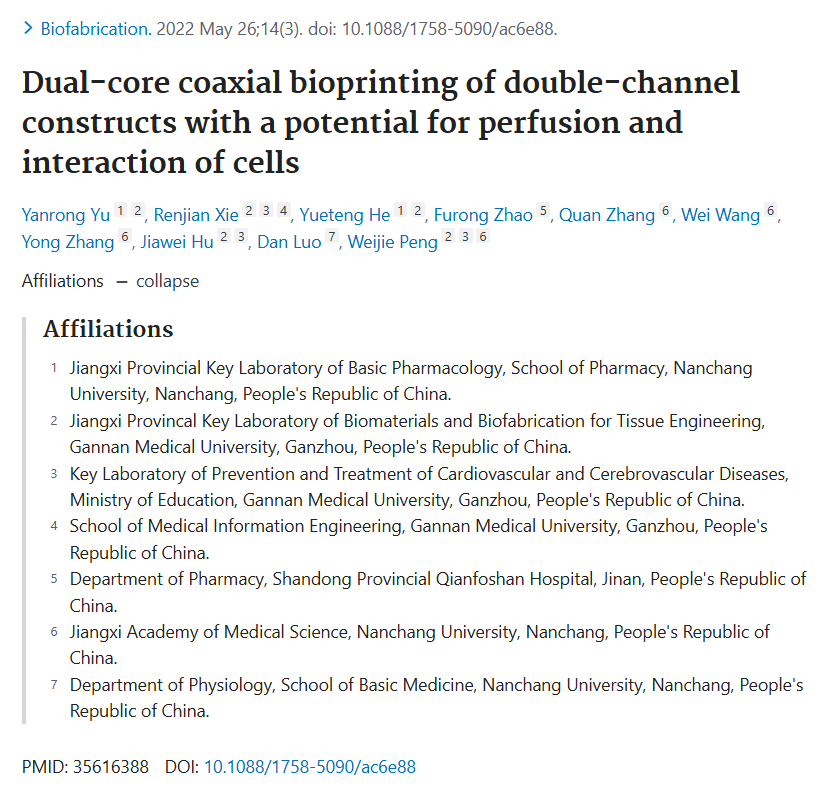 Biofabrication. 2022 May 26;14(3). doi: 10.1088/1758-5090/ac6e88.
Dual-core coaxial bioprinting of double-channel
constructs with a potential for perfusion and
interaction of cells
Yanrong Yu 1 2, Renjian Xie 2 3 4, Yueteng He 1 2, Furong Zhao 5, Quan Zhang 6, Wei Wang 6,
Yong Zhang 6, Jiawei Hu 2 3, Dan Luo 7, Weijie Peng 2 3 6
Affiliations — collapse
Affiliations
1 Jiangxi Provincial Key Laboratory of Basic Pharmacology, School of Pharmacy, Nanchang
University, Nanchang, People's Republic of China.
2 Jiangxi Provincal Key Laboratory of Biomaterials and Biofabrication for Tissue Engineering,
Gannan Medical University, Ganzhou, People's Republic of China.
3 Key Laboratory of Prevention and Treatment of Cardiovascular and Cerebrovascular Diseases,
Ministry of Education, Gannan Medical University, Ganzhou, People's Republic of China.
4 School of Medical Information Engineering, Gannan Medical University, Ganzhou, People's
Republic of China.
5 Department of Pharmacy, Shandong Provincial Qianfoshan Hospital, Jinan, People's Republic of
China.
6 Jiangxi Academy of Medical Science, Nanchang University, Nanchang, People's Republic of
China.
7 Department of Physiology, School of Basic Medicine, Nanchang University, Nanchang, People's
Republic of China.
PMID: 35616388 DOI: 10.1088/1758-5090/ac6e88